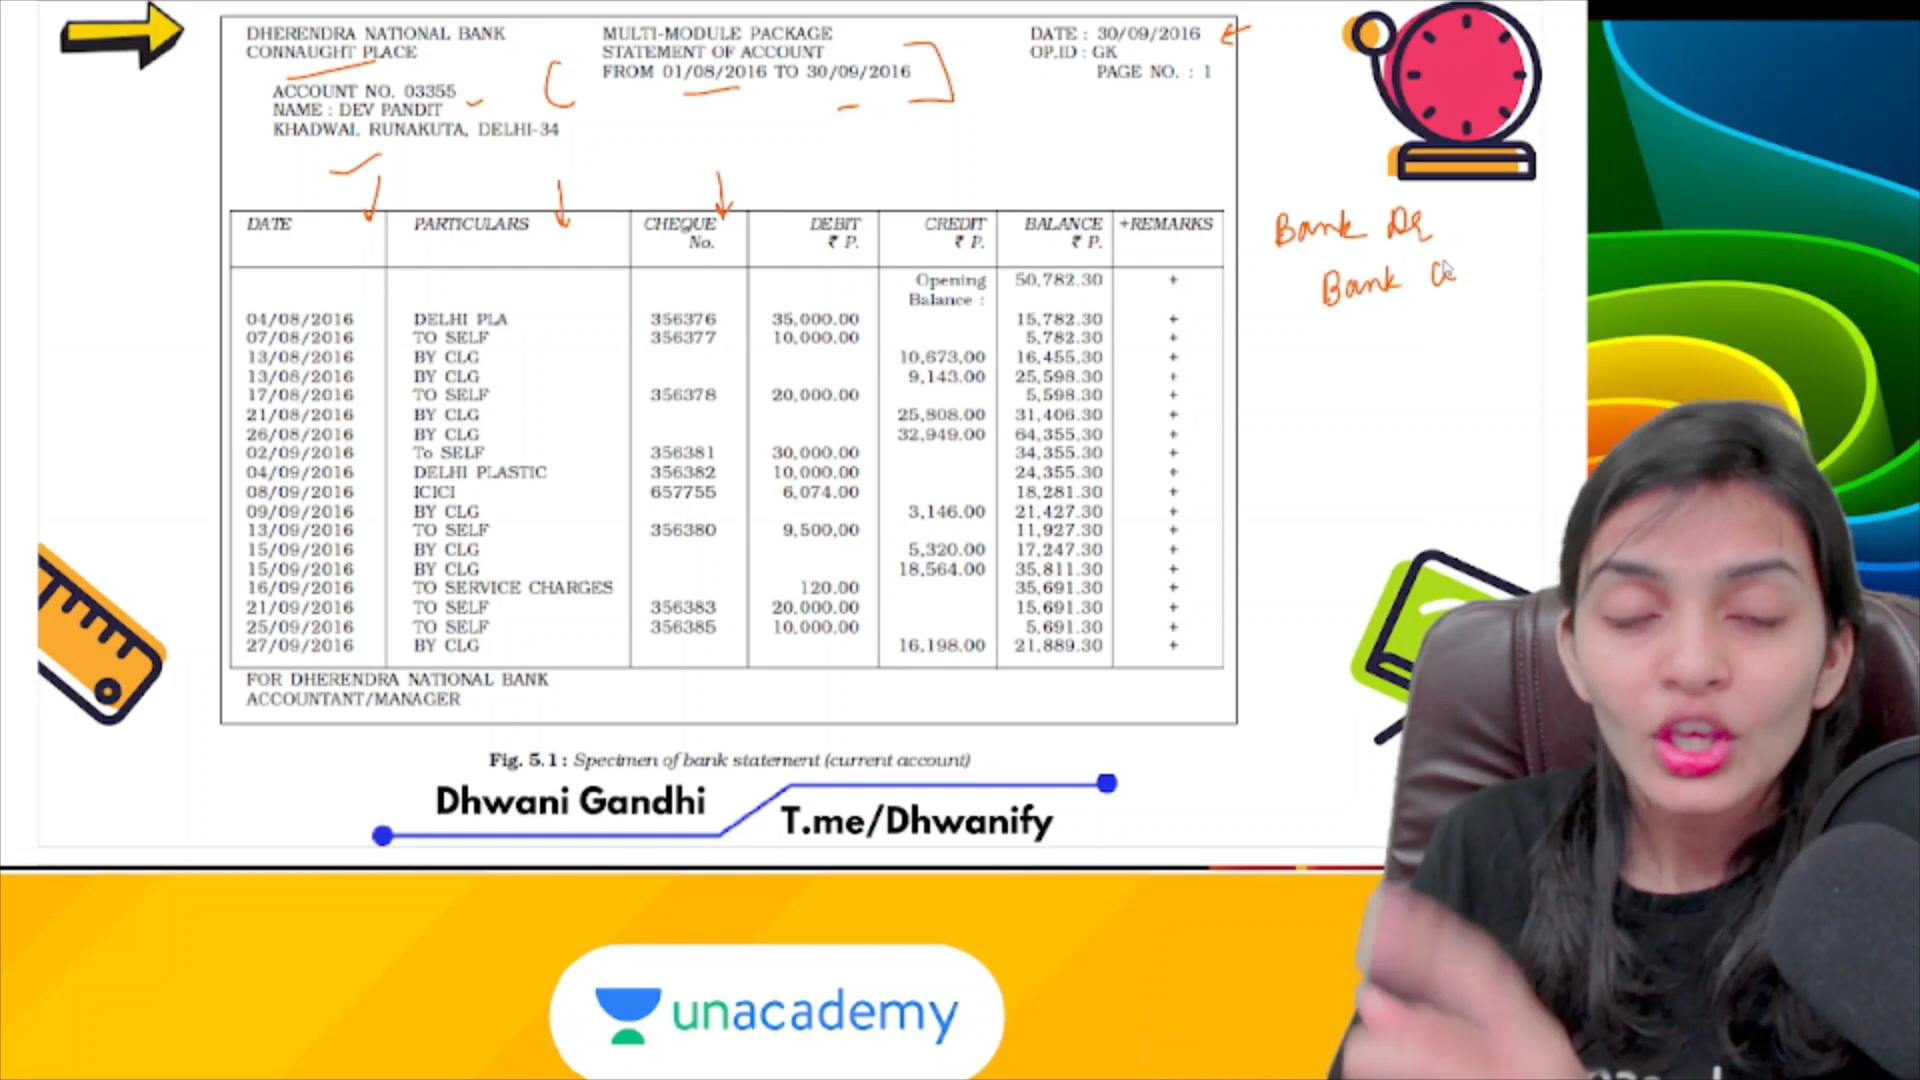 DHERENDRA NATIONAL BANK
CONNAUGHT PLACE
ACCOUNT NO. 03355
NAME : DEV PANDIT
KHADWAI, RUNAKUTA, DELHI-34
MULTI-MODULE PACKAGE
STATEMENT OF ACCOUNT
FROM 01/08/2016 TO 30/09/2016
DATE : 30/09/2016
OP.ID : GK
PAGE NO. : 1
DATE PARTICULARS CHEQUE No. DEBIT ₹ P. CREDIT ₹ P. BALANCE ₹ P. +REMARKS
Opening Balance : 50,782.30 +
04/08/2016 DELHI PLA 356376 35,000.00 15,782.30 +
07/08/2016 TO SELF 356377 10,000.00 5,782.30 +
13/08/2016 BY CLG 10,673.00 16,455.30 +
13/08/2016 BY CLG 9,143.00 25,598.30 +
17/08/2016 TO SELF 356378 20,000.00 5,598.30 +
21/08/2016 BY CLG 25,808.00 31,406.30 +
26/08/2016 BY CLG 32,949.00 64,355.30 +
02/09/2016 To SELF 356381 30,000.00 34,355.30 +
04/09/2016 DELHI PLASTIC 356382 10,000.00 24,355.30 +
08/09/2016 ICICI 657755 6,074.00 18,281.30 +
09/09/2016 BY CLG 3,146.00 21,427.30 +
13/09/2016 TO SELF 356380 9,500,00 11,927.30 +
15/09/2016 BY CLG 5,320.00 17,247.30 +
15/09/2016 BY CLG 18,564.00 35,811.30 +
16/09/2016 TO SERVICE CHARGES 120.00 35,691.30 +
21/09/2016 TO SELF 356383 20,000.00 15,691.30 +
25/09/2016 TO SELF 356385 10,000.00 5,691.30 +
27/09/2016 BY CLG 16,198.00 21,889.30 +
FOR DHERENDRA NATIONAL BANK
ACCOUNTANT/MANAGER
Fig. 5.1 : Specimen of bank statement (current account)
Bank Dr
Bank
Dhwani Gandhi
T.me/Dhwanify
unacademy